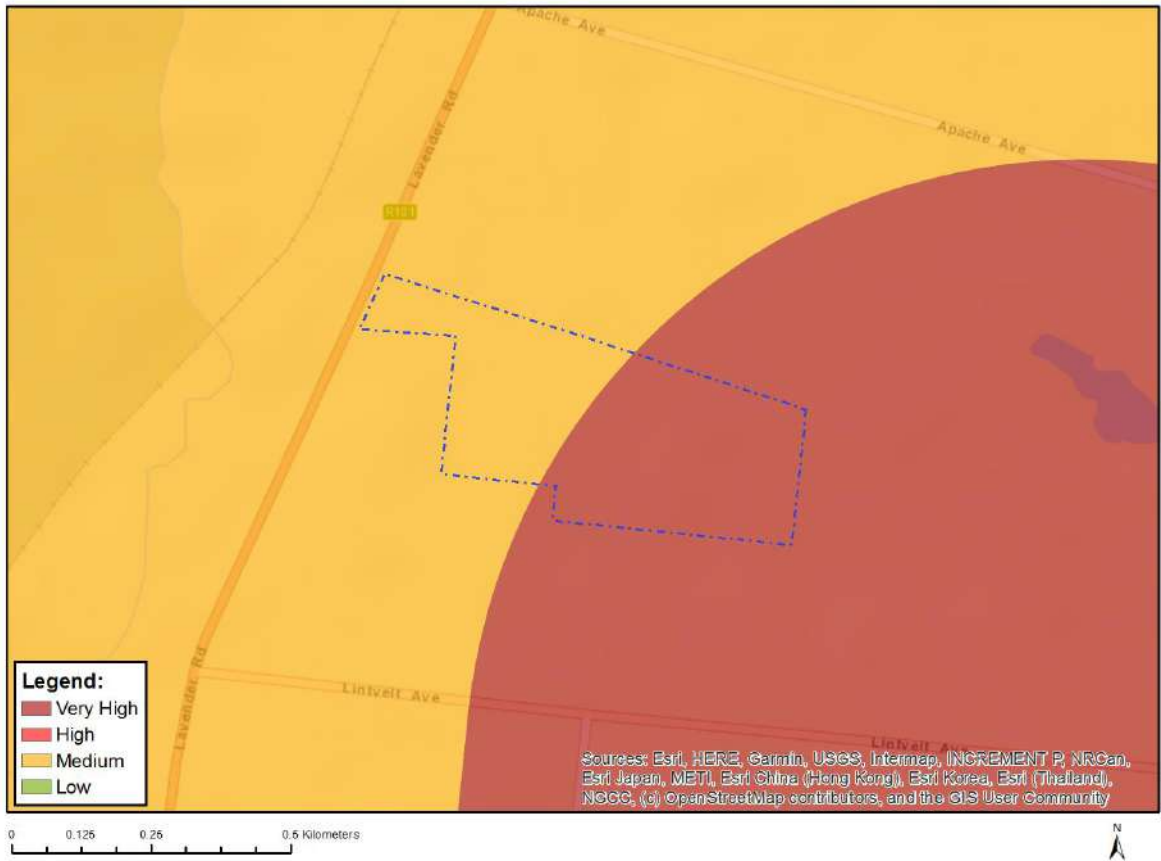 Apache Ave
Apache Ave
Lavender Rd
R101
Lavender Rd
Lintvelt Ave
Lintvelt Ave
Legend:
Very High
High
Medium
Low
Sources: Esri, HERE, Garmin, USGS, Intermap, INCREMENT P, NRCan,
Esri Japan, METI, Esri China (Hong Kong), Esri Korea, Esri (Thailand),
NGCC, (c) OpenStreetMap contributors, and the GIS User Community
0 0.125 0.25 0.5 Kilometers
N